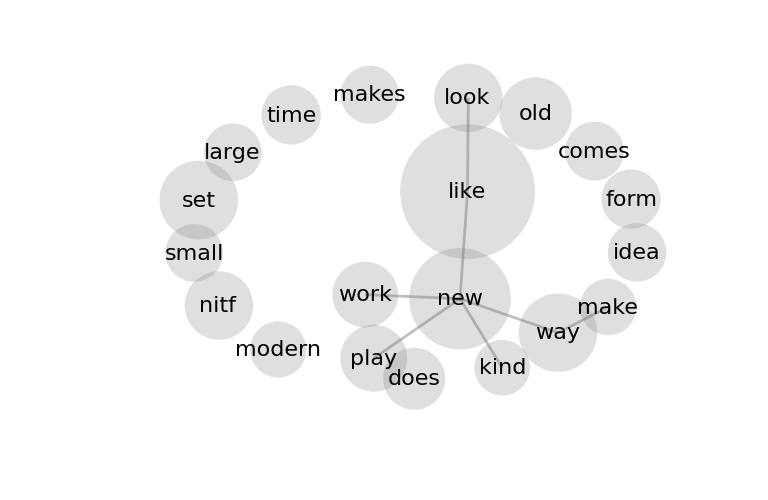 makes
look
time
old
large
comes
like
set
form
small
idea
work
new
nitf
make
way
modern
play
kind
does